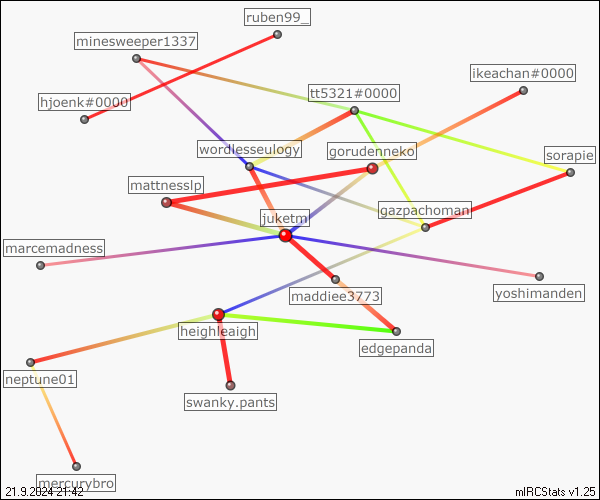 ruben99_
minesweeper1337
ikeachan#0000
tt5321#0000
hjoenk#0000
wordlesseulogy
gorudenneko
sorapie
mattnesslp
gazpachoman
juketm
marcemadness
yoshimanden
maddiee3773
heighleaigh
edgepanda
neptune01
swanky.pants
mercurybro
21.9.2024 21:42
mIRCStats v1.25